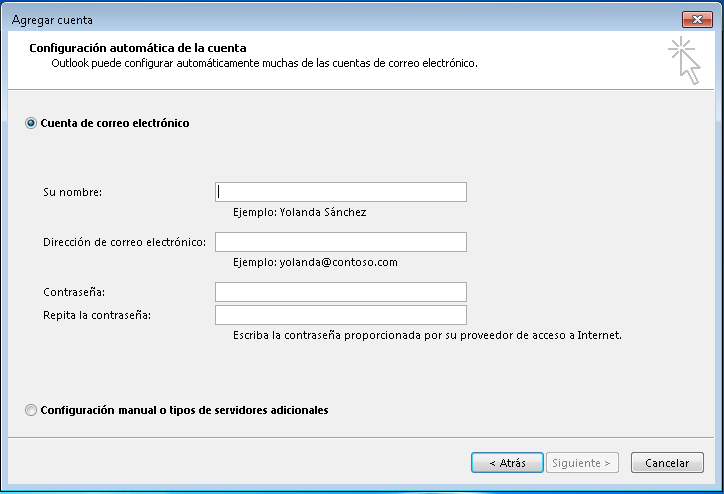 Agregar cuenta
Configuración automática de la cuenta
Outlook puede configurar automáticamente muchas de las cuentas de correo electrónico.
Cuenta de correo electrónico
Su nombre:
Ejemplo: Yolanda Sánchez
Dirección de correo electrónico:
Ejemplo: yolanda@contoso.com
Contraseña:
Repita la contraseña:
Escriba la contraseña proporcionada por su proveedor de acceso a Internet.
Configuración manual o tipos de servidores adicionales
< Atrás Siguiente > Cancelar